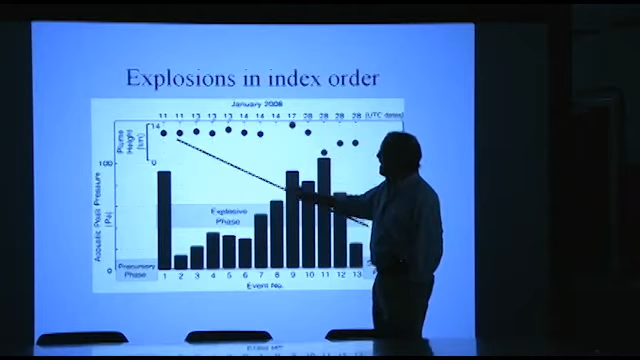 Explosions in index order
January 2006
11 11 13 13 13 14 14 17 28 28 28 28 (UTC dates)
Plume Height [km]
14
0
100
Acoustic Peak Pressure [Pa]
Explosive
Phase
0
Precursory
Phase
1 2 3 4 5 6 7 8 9 10 11 12 13
Event No.